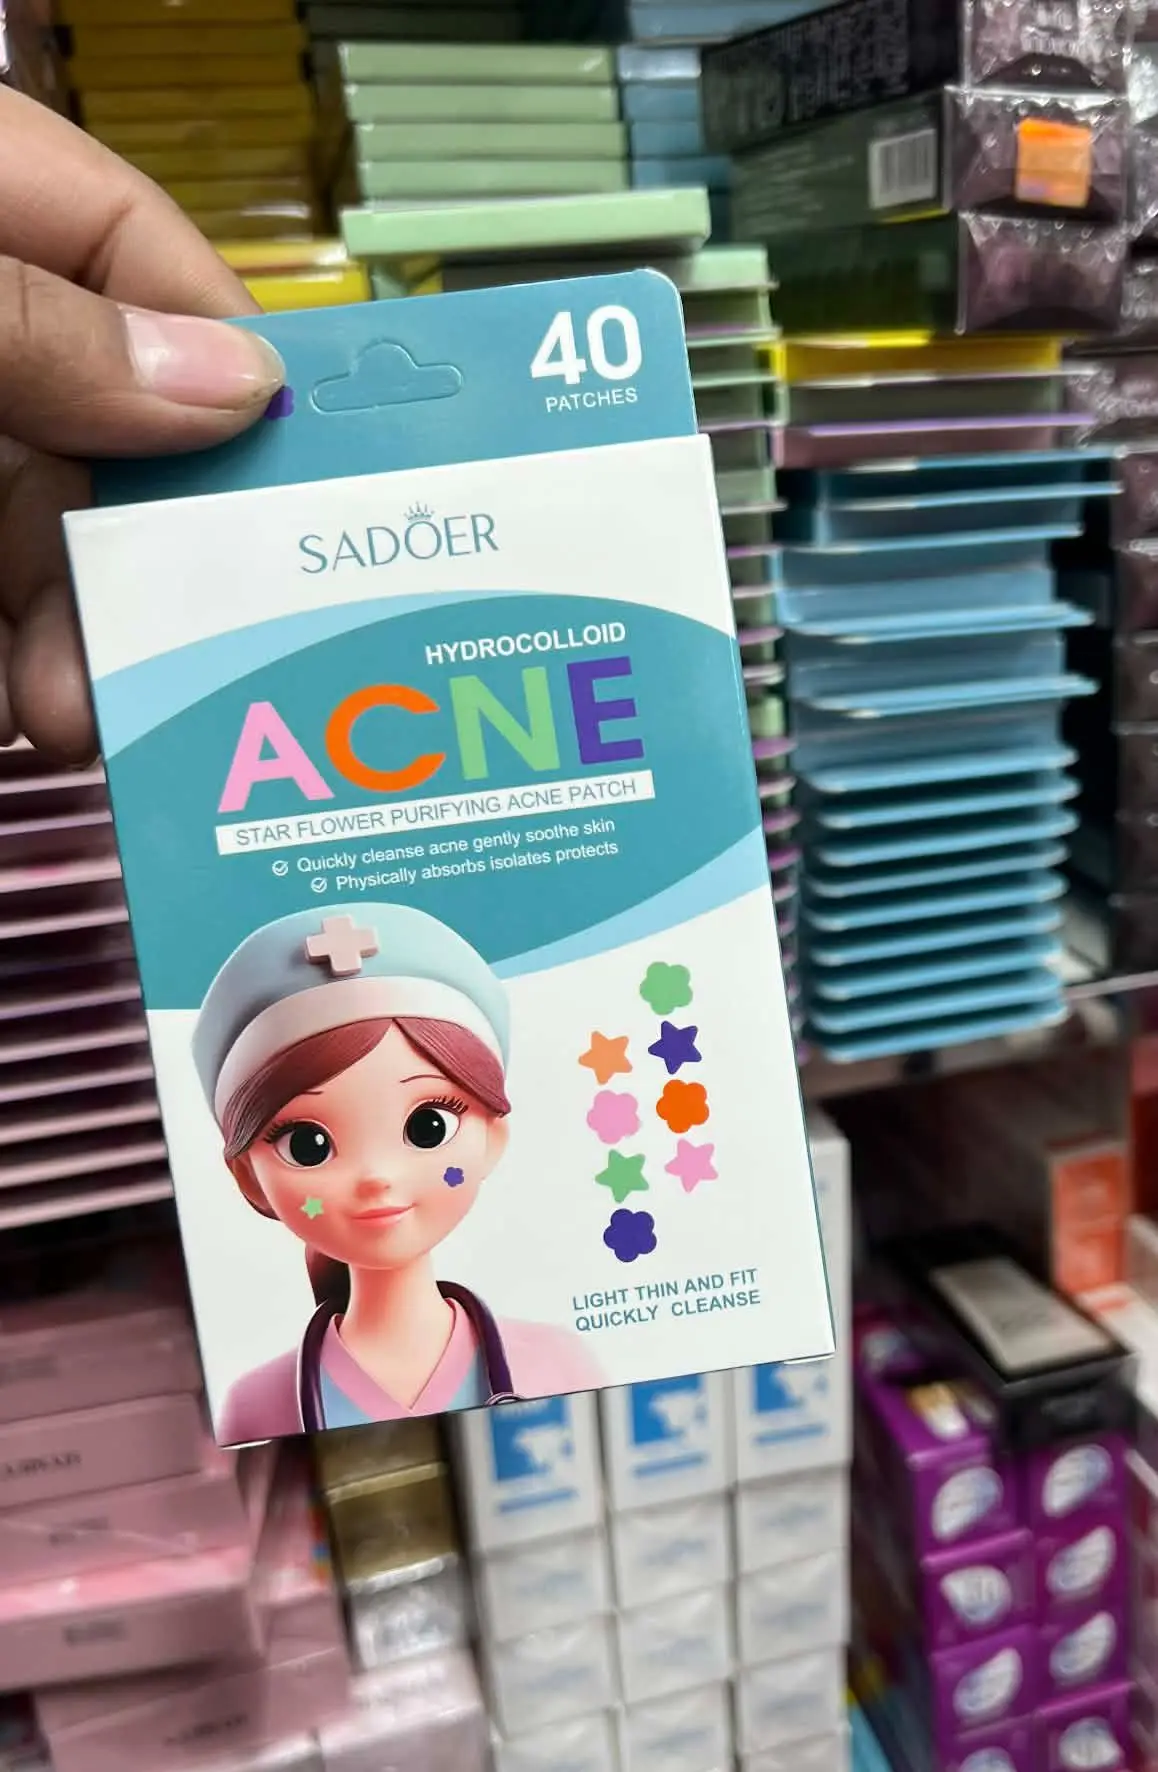 40
PATCHES
SADOER
HYDROCOLLOID
ACNE
STAR FLOWER PURIFYING ACNE PATCH
Quickly cleanse acne gently soothe skin
Physically absorbs isolates protects
LIGHT THIN AND FIT
QUICKLY CLEANSE